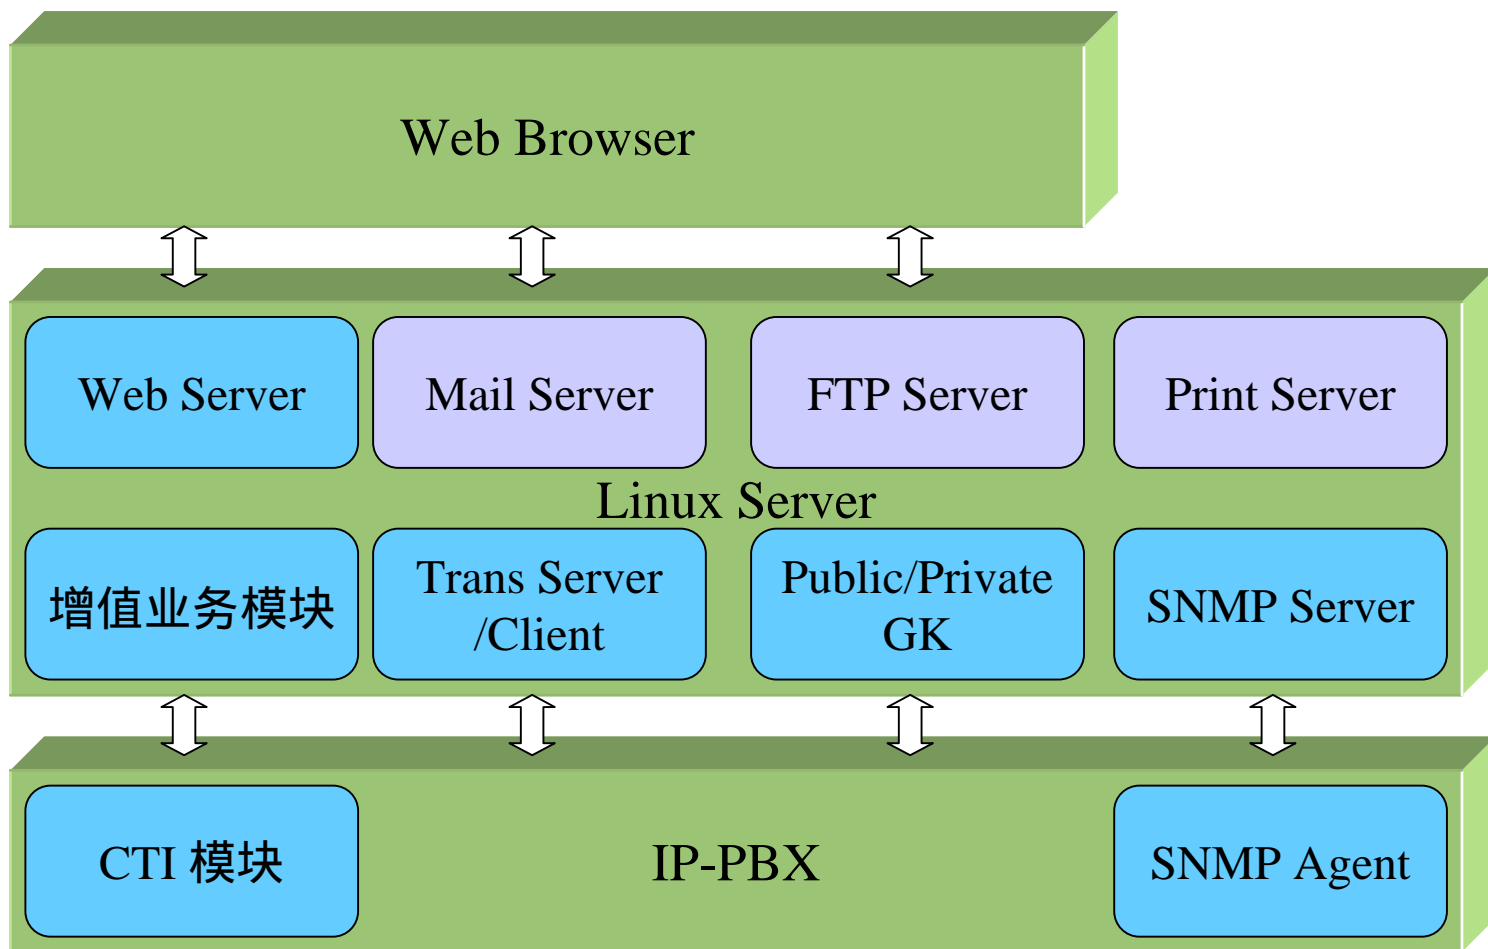 Web Browser
Web Server
Mail Server
FTP Server
Print Server
Linux Server
增值业务模块
Trans Server
/Client
Public/Private
GK
SNMP Server
CTI 模块
IP-PBX
SNMP Agent